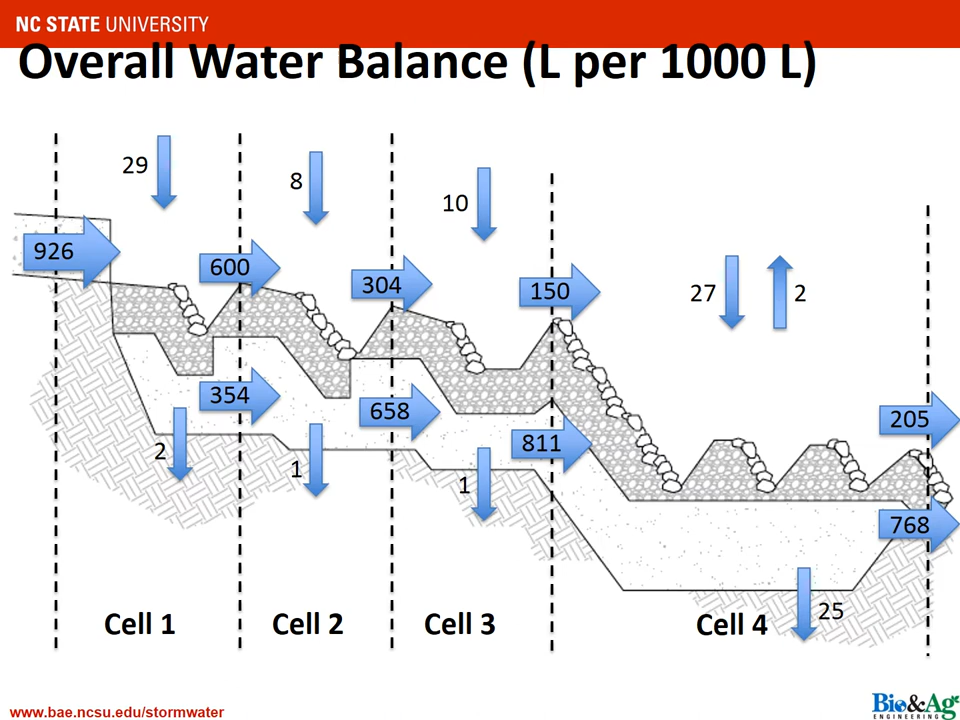 NC STATE UNIVERSITY
Overall Water Balance (L per 1000 L)
29
8
10
926
600
304
150
27
2
354
658
811
205
2
1
1
768
25
Cell 1
Cell 2
Cell 3
Cell 4
www.bae.ncsu.edu/stormwater
Bio&Ag
ENGINEERING